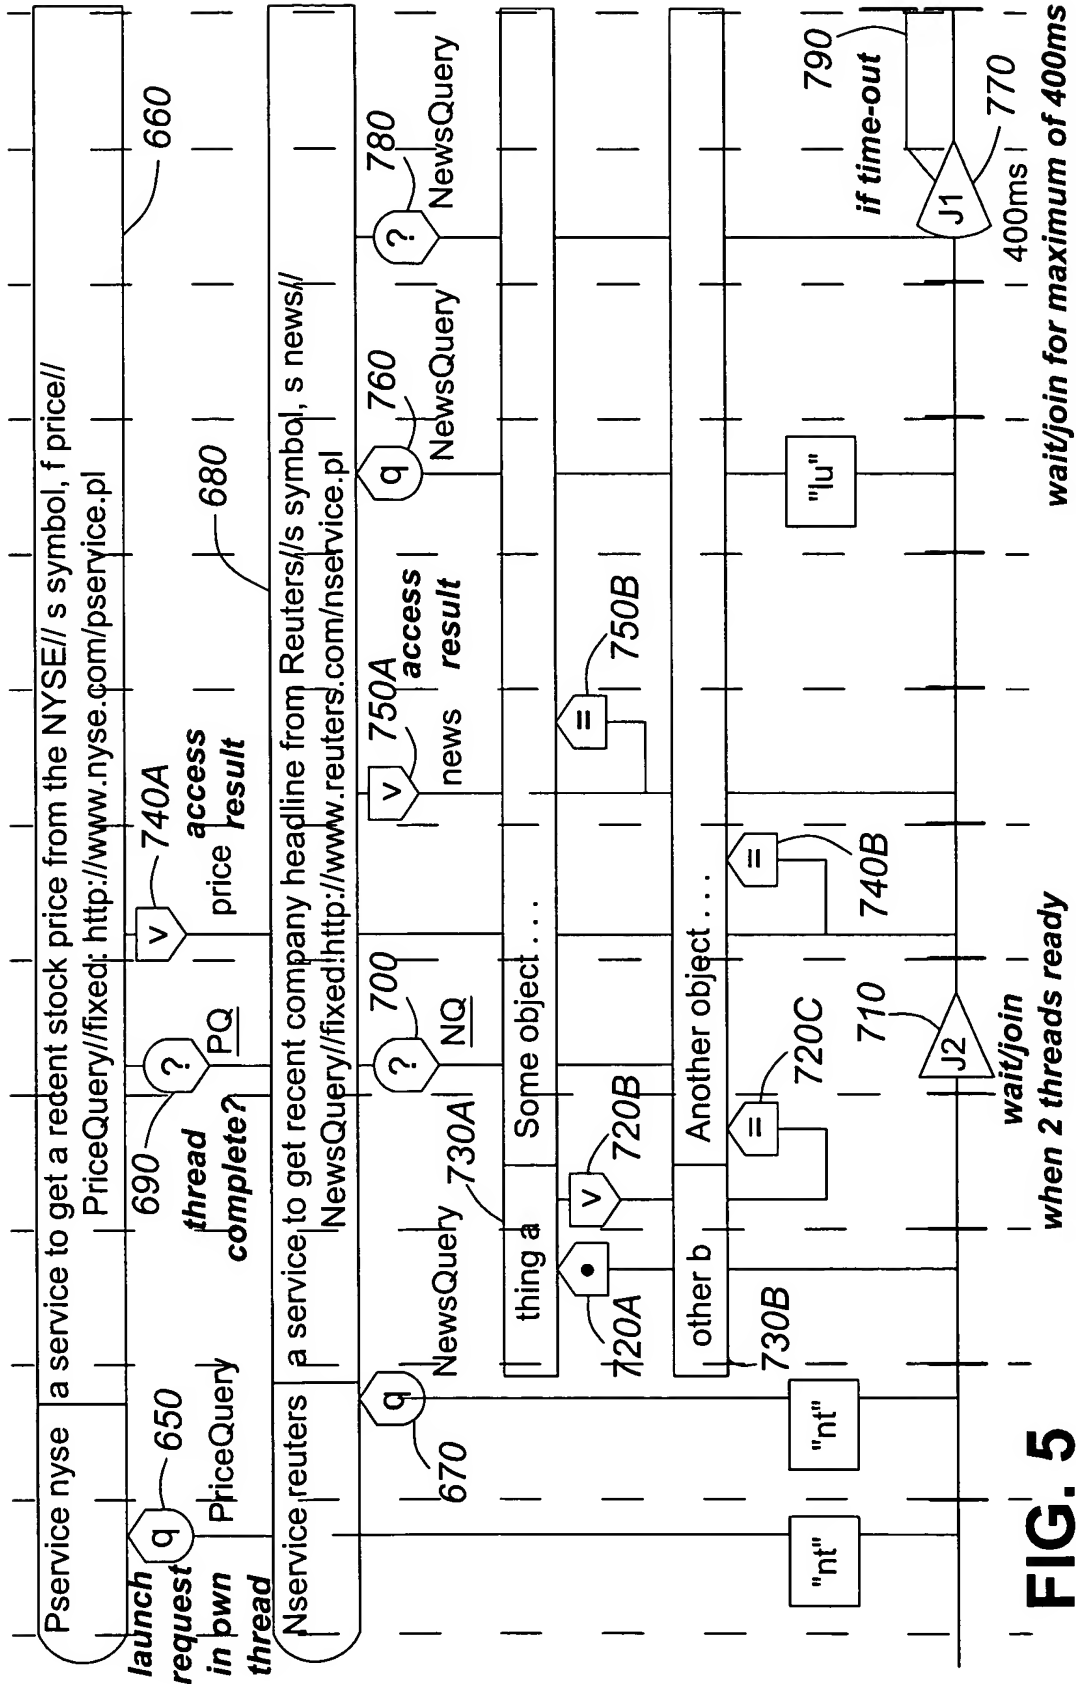 Pservice nyse
a service to get a recent stock price from the NYSE// s symbol, f price//
PriceQuery//fixed: http://www.nyse.com/pservice.pl
660
launch
request
in own
thread
q
650
PriceQuery
690
?
PQ
thread
complete?
v
740A
price
access
result
680
Nservice reuters
a service to get recent company headline from Reuters//s symbol, s news//
NewsQuery//fixed:http://www.reuters.com/nservice.pl
q
670
NewsQuery
730A
?
700
NQ
v
750A
news
access
result
q
760
NewsQuery
?
780
NewsQuery
thing a
Some object . . .
•
720A
v
720B
=
750B
other b
Another object . . .
730B
=
720C
=
740B
"nt"
"nt"
"lu"
J2
710
wait/join
when 2 threads ready
790
if time-out
J1
770
400ms
wait/join for maximum of 400ms
FIG. 5